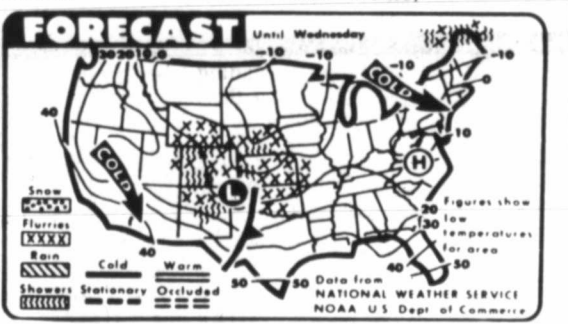 FORECAST
Until Wednesday
20 20 10 0
-10
-10
-10
-10
0
COLD
40
10
COLD
H
L
Snow
Flurries
XXXX
Rain
Showers
40
Cold
Warm
Stationary
Occluded
20
30
Figures show
low
temperatures
for area
40
50
50
50
Data from
NATIONAL WEATHER SERVICE
NOAA US Dept of Commerce